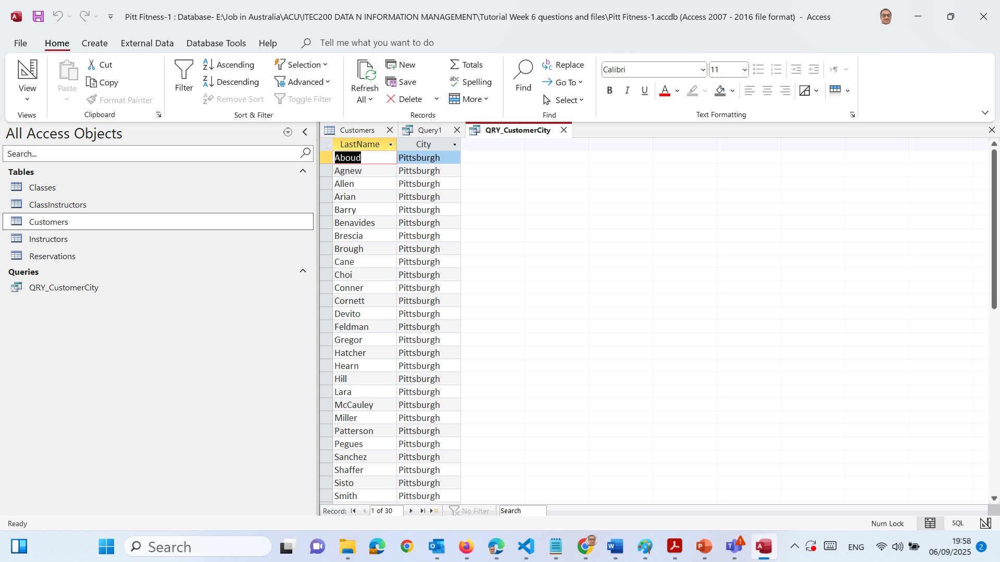 Pitt Fitness-1 : Database- E:\Job in Australia\ACU\ITEC200 DATA N INFORMATION MANAGEMENT\Tutorial Week 6 questions and files\Pitt Fitness-1.accdb (Access 2007 - 2016 file format) - Access
File Home Create External Data Database Tools Help Tell me what you want to do
View
Views
Paste
Cut
Copy
Format Painter
Clipboard
Filter
Ascending
Descending
Remove Sort
Selection
Advanced
Toggle Filter
Sort & Filter
Refresh
All
New
Save
Delete
Totals
Spelling
More
Records
Find
Replace
Go To
Select
Find
Calibri 11
B I U A
Text Formatting
All Access Objects
Search...
Tables
Classes
ClassInstructors
Customers
Instructors
Reservations
Queries
QRY_CustomerCity
Customers Query1 QRY_CustomerCity
LastName City
Aboud Pittsburgh
Agnew Pittsburgh
Allen Pittsburgh
Arian Pittsburgh
Barry Pittsburgh
Benavides Pittsburgh
Brescia Pittsburgh
Brough Pittsburgh
Cane Pittsburgh
Choi Pittsburgh
Conner Pittsburgh
Cornett Pittsburgh
Devito Pittsburgh
Feldman Pittsburgh
Gregor Pittsburgh
Hatcher Pittsburgh
Hearn Pittsburgh
Hill Pittsburgh
Lara Pittsburgh
McCauley Pittsburgh
Miller Pittsburgh
Patterson Pittsburgh
Pegues Pittsburgh
Sanchez Pittsburgh
Shaffer Pittsburgh
Sisto Pittsburgh
Smith Pittsburgh
Record: 1 of 30 No Filter Search
Ready Num Lock SQL
Search ENG 19:58
06/09/2025 2